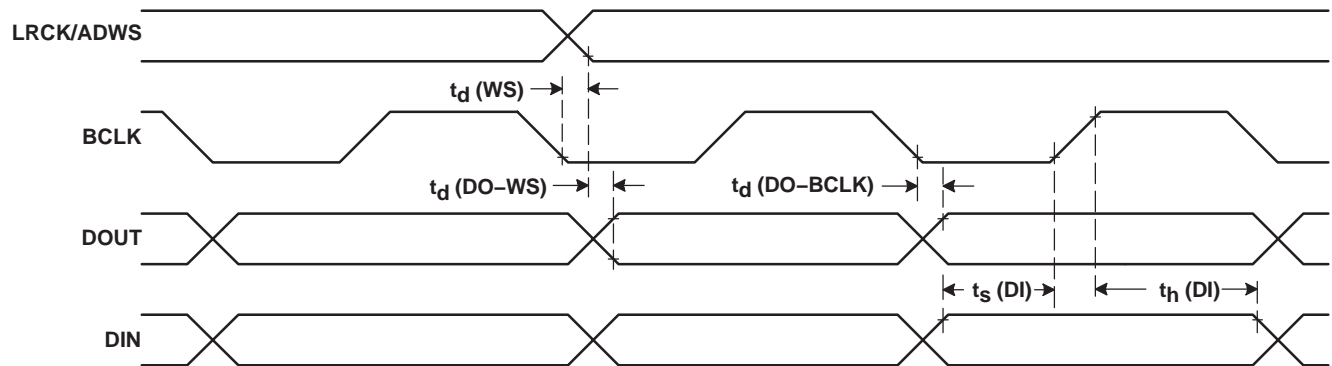 LRCK/ADWS
td (WS)
BCLK
td (DO−WS)
td (DO−BCLK)
DOUT
ts (DI)
th (DI)
DIN